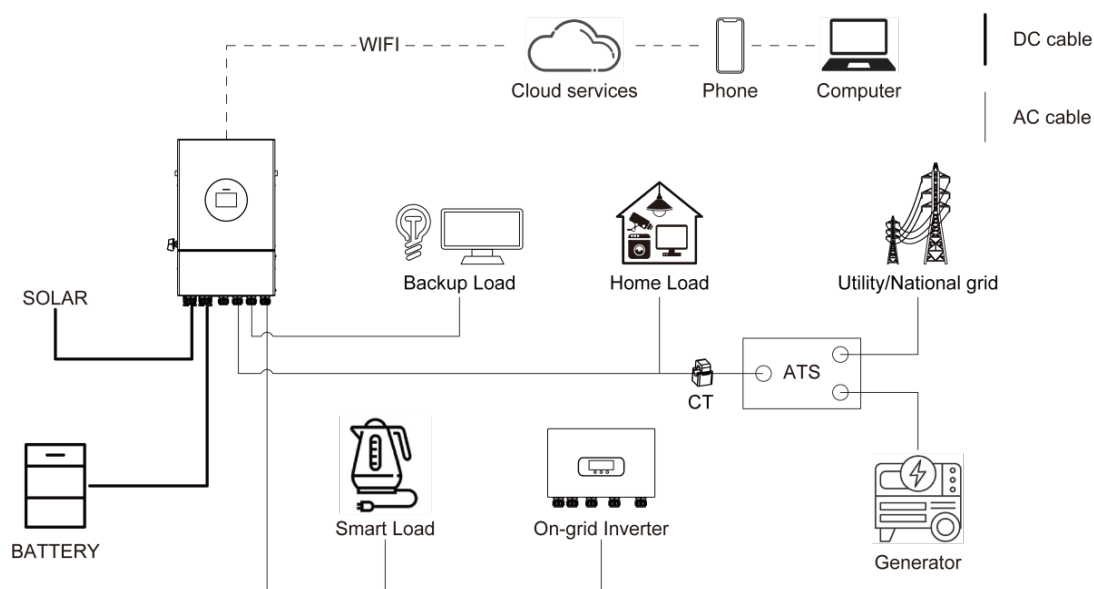 WIFI
Cloud services
Phone
Computer
DC cable
AC cable
Backup Load
Home Load
Utility/National grid
SOLAR
ATS
CT
BATTERY
Smart Load
On-grid Inverter
Generator